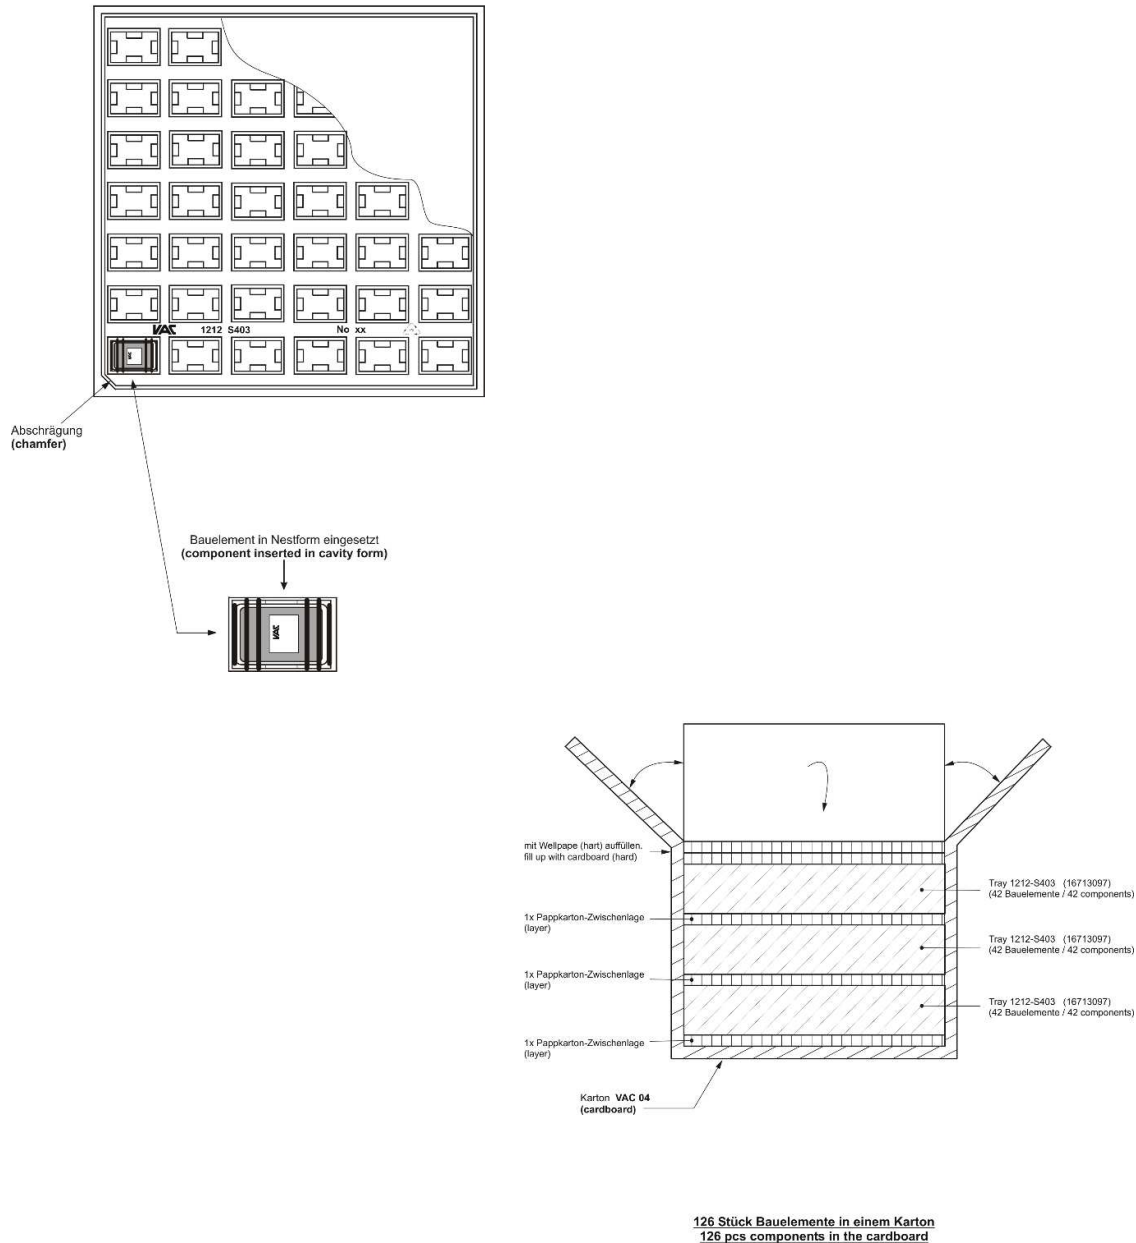 VAC 1212 S403 No xx
VAC
Abschrägung
(chamfer)
Bauelement in Nestform eingesetzt
(component inserted in cavity form)
VAC
mit Wellpape (hart) auffüllen.
fill up with cardboard (hard)
Tray 1212-S403 (16713097)
(42 Bauelemente / 42 components)
1x Pappkarton-Zwischenlage
(layer)
Tray 1212-S403 (16713097)
(42 Bauelemente / 42 components)
1x Pappkarton-Zwischenlage
(layer)
Tray 1212-S403 (16713097)
(42 Bauelemente / 42 components)
1x Pappkarton-Zwischenlage
(layer)
Karton VAC 04
(cardboard)
126 Stück Bauelemente in einem Karton
126 pcs components in the cardboard